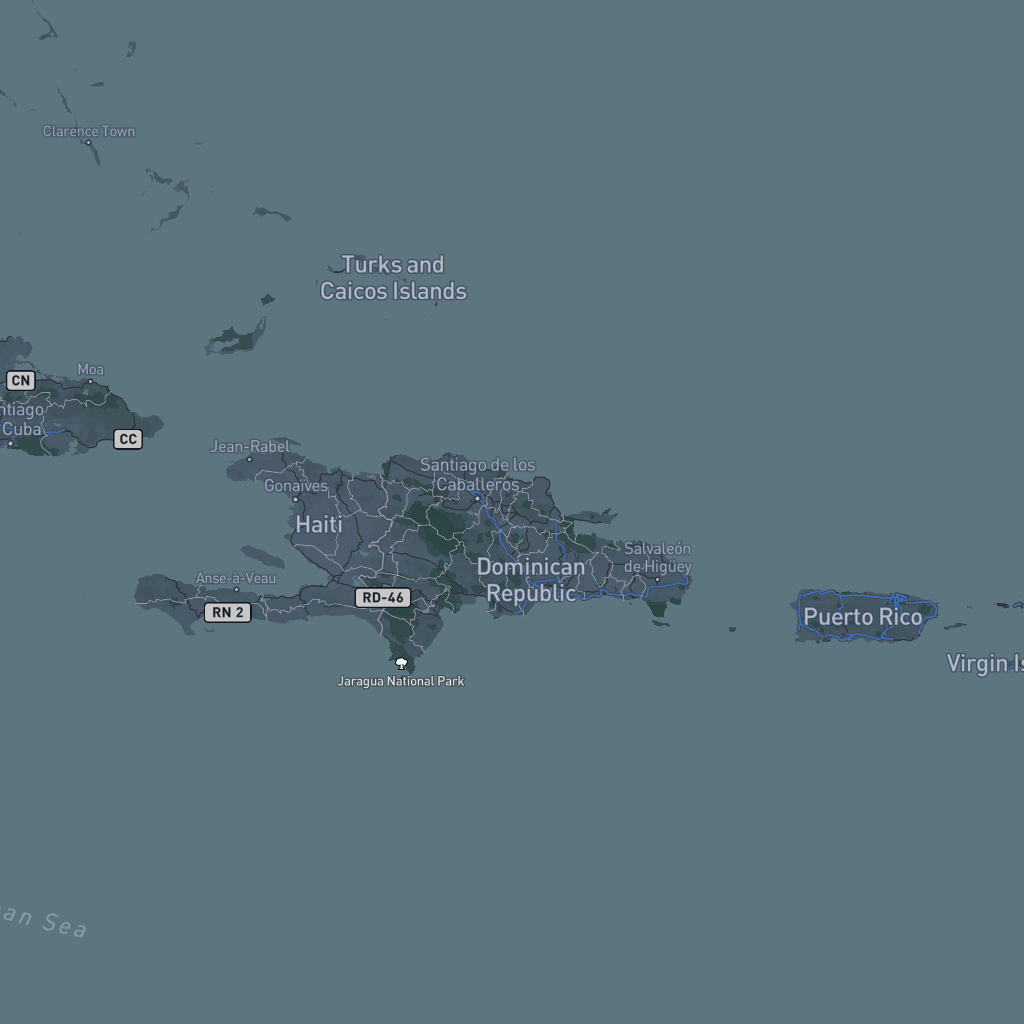 Clarence Town
Turks and
Caicos Islands
Moa
CN
ntiago
Cuba
CC
Jean-Rabel
Santiago de los
Caballeros
Gonaïves
Haiti
Salvaleón
de Higüey
Dominican
Republic
Anse-à-Veau
RD-46
RN 2
Puerto Rico
Virgin Is
Jaragua National Park
an Sea